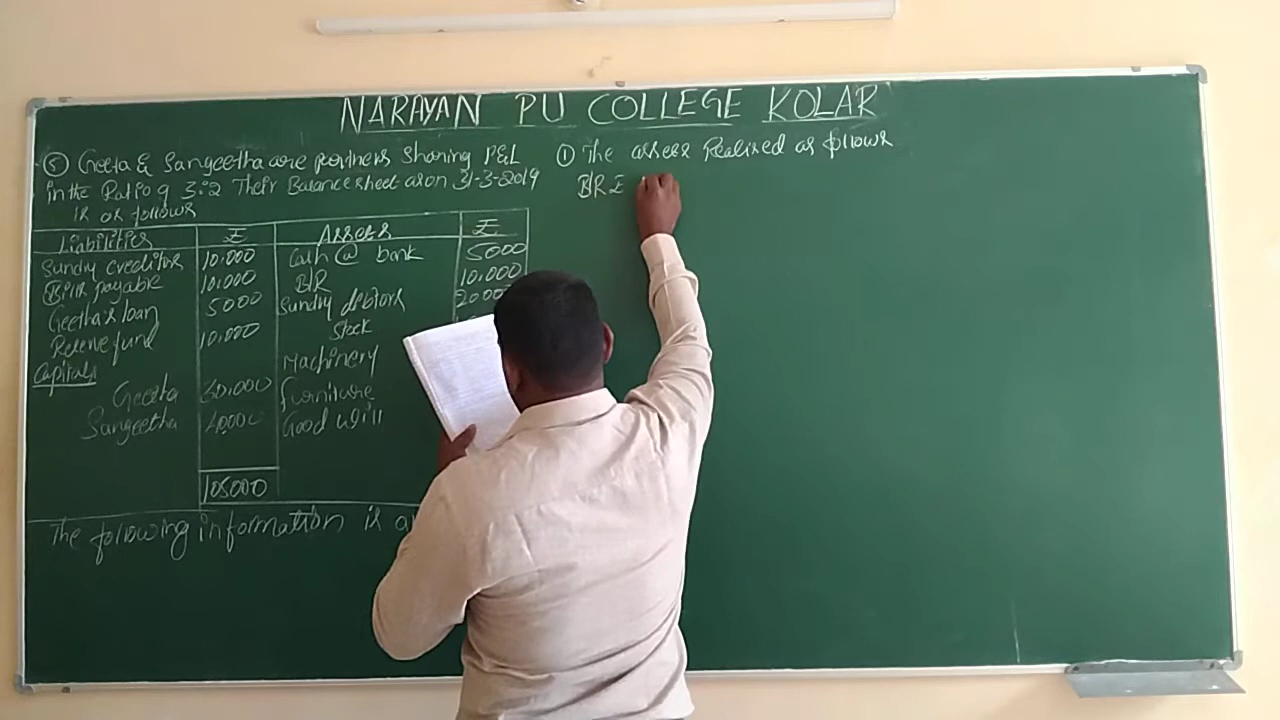 NARAYAN PU COLLEGE KOLAR
⑤ Geeta & Sangeetha are partners Sharing P&L
in the Ratio of 3:2 Their Balance sheet as on 31-3-2019
is as follows
Liabilities ₹ Assets ₹
Sundry creditors 10.000 Cash @ bank 5000
Bills payable 10,000 B/R 10.000
Geetha's loan 5000 Sundry debtors 2000
Reserve fund 10,000 Stock
Machinery
Capitals
Geeta 30.000 furniture
Sangeetha 40000 Good will
105000
The following information is a
① The assets Realized as follows
B/R ₹